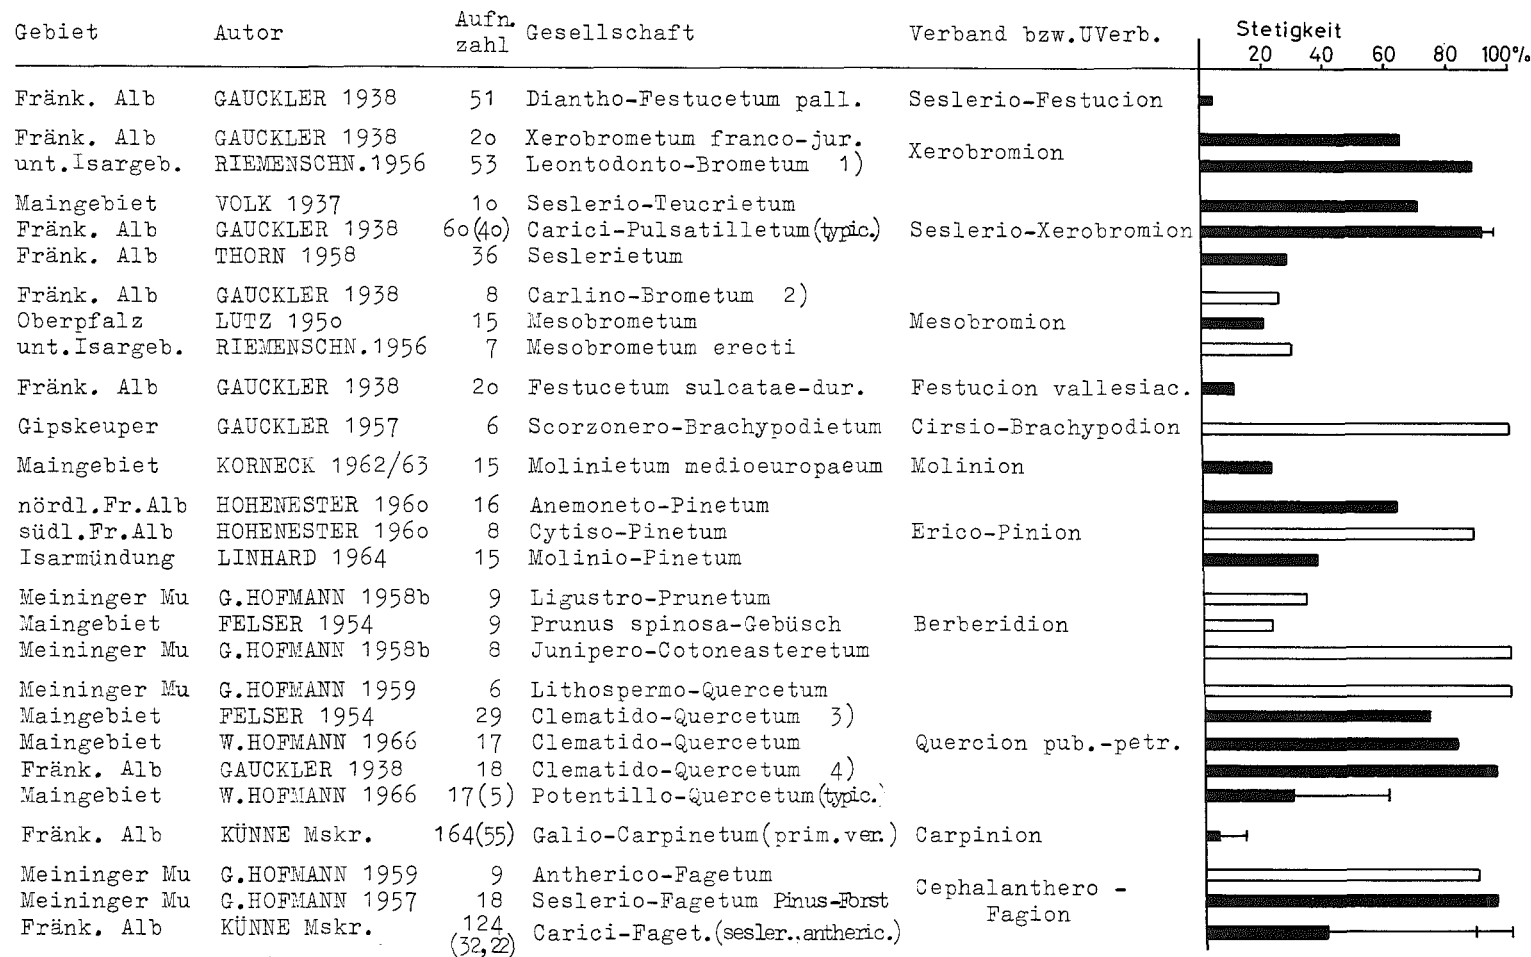 Gebiet Autor Aufn. zahl Gesellschaft Verband bzw.UVerb. Stetigkeit
20 40 60 80 100%
Fränk. Alb GAUCKLER 1938 51 Diantho-Festucetum pall. Seslerio-Festucion
Fränk. Alb GAUCKLER 1938 2o Xerobrometum franco-jur. Xerobromion
unt.Isargeb. RIEMENSCHN.1956 53 Leontodonto-Brometum 1)
Maingebiet VOLK 1937 1o Seslerio-Teucrietum
Fränk. Alb GAUCKLER 1938 6o(4o) Carici-Pulsatilletum(typic.) Seslerio-Xerobromion
Fränk. Alb THORN 1958 36 Seslerietum
Fränk. Alb GAUCKLER 1938 8 Carlino-Brometum 2)
Oberpfalz LUTZ 195o 15 Mesobrometum Mesobromion
unt.Isargeb. RIEMENSCHN.1956 7 Mesobrometum erecti
Fränk. Alb GAUCKLER 1938 2o Festucetum sulcatae-dur. Festucion vallesiac.
Gipskeuper GAUCKLER 1957 6 Scorzonero-Brachypodietum Cirsio-Brachypodion
Maingebiet KORNECK 1962/63 15 Molinietum medioeuropaeum Molinion
nördl.Fr.Alb HOHENESTER 196o 16 Anemoneto-Pinetum
südl.Fr.Alb HOHENESTER 196o 8 Cytiso-Pinetum Erico-Pinion
Isarmündung LINHARD 1964 15 Molinio-Pinetum
Meininger Mu G.HOFMANN 1958b 9 Ligustro-Prunetum
Maingebiet FELSER 1954 9 Prunus spinosa-Gebüsch Berberidion
Meininger Mu G.HOFMANN 1958b 8 Junipero-Cotoneasteretum
Meininger Mu G.HOFMANN 1959 6 Lithospermo-Quercetum
Maingebiet FELSER 1954 29 Clematido-Quercetum 3)
Maingebiet W.HOFMANN 1966 17 Clematido-Quercetum Quercion pub.-petr.
Fränk. Alb GAUCKLER 1938 18 Clematido-Quercetum 4)
Maingebiet W.HOFMANN 1966 17(5) Potentillo-Quercetum(typic.)
Fränk. Alb KÜNNE Mskr. 164(55) Galio-Carpinetum(prim.ver.) Carpinion
Meininger Mu G.HOFMANN 1959 9 Antherico-Fagetum
Meininger Mu G.HOFMANN 1957 18 Seslerio-Fagetum Pinus-Forst Cephalanthero - Fagion
Fränk. Alb KÜNNE Mskr. 124 (32,22) Carici-Faget.(sesler.,antheric.)